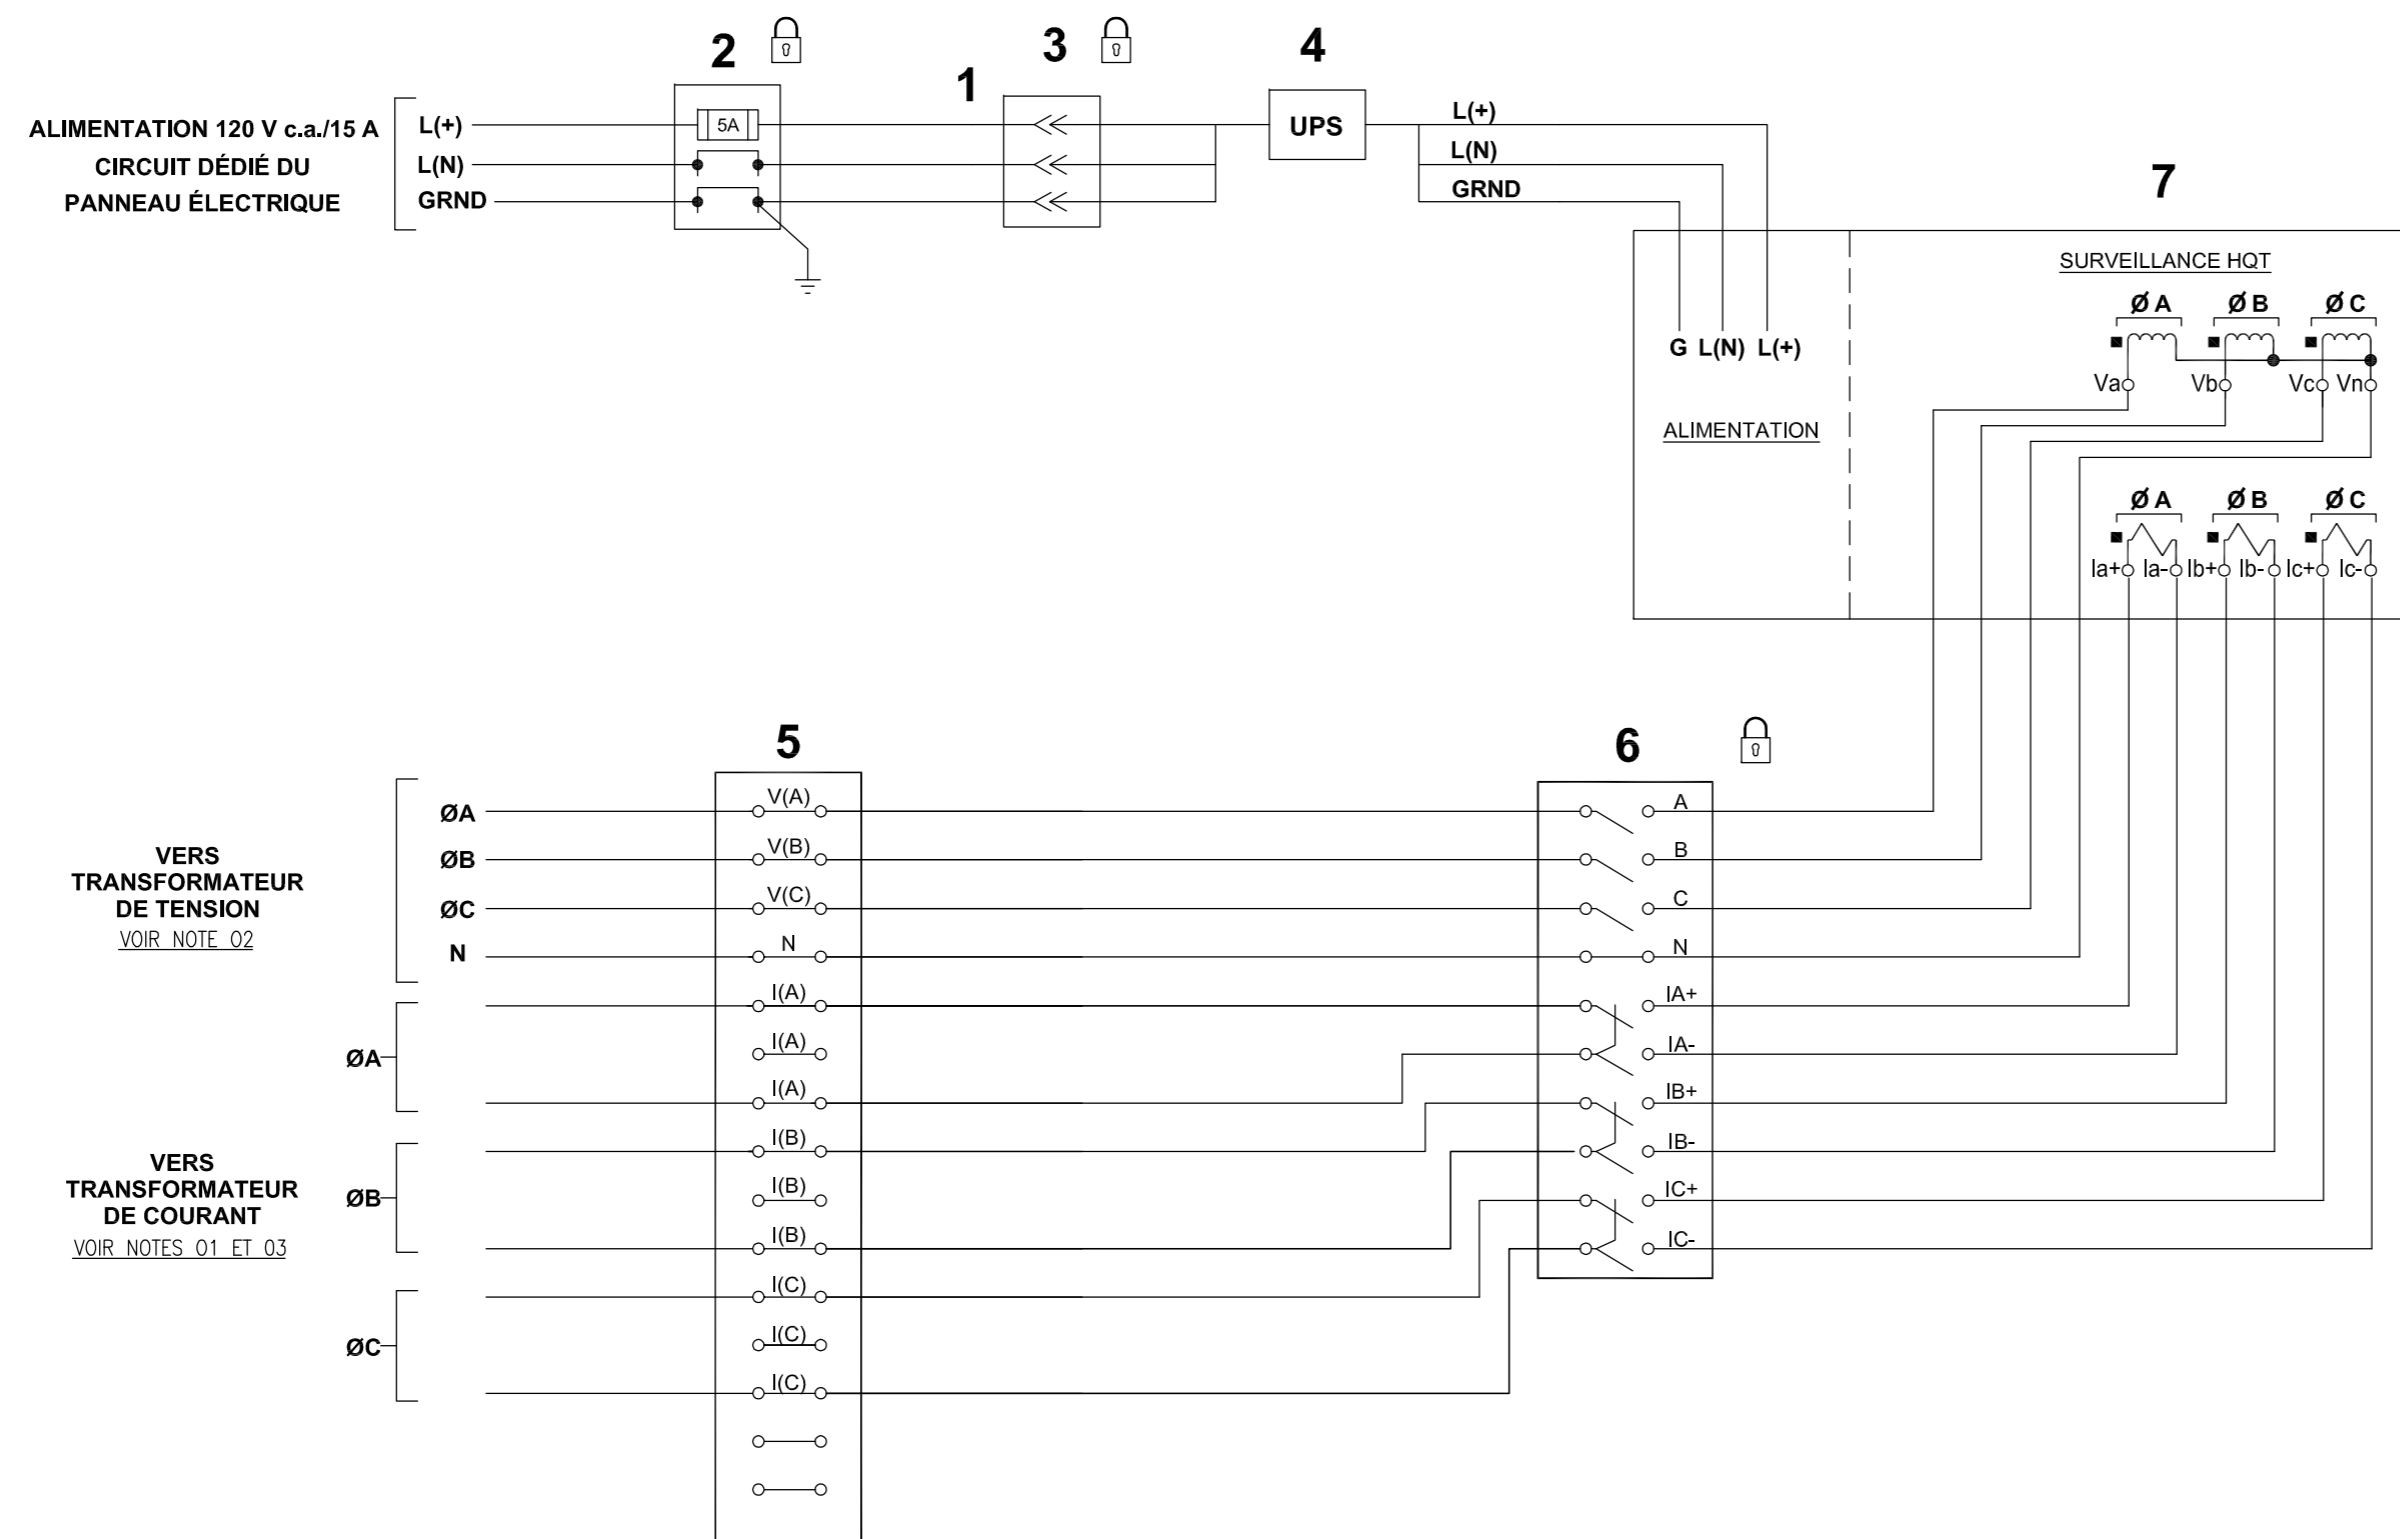 2
3
4
1
ALIMENTATION 120 V c.a./15 A
CIRCUIT DÉDIÉ DU
PANNEAU ÉLECTRIQUE
L(+)
L(N)
GRND
5A
UPS
L(+)
L(N)
GRND
7
SURVEILLANCE HQT
Ø A
Ø B
Ø C
G L(N) L(+)
Va
Vb
Vc
Vn
ALIMENTATION
Ø A
Ø B
Ø C
Ia+
Ia-
Ib+
Ib-
Ic+
Ic-
5
6
VERS
TRANSFORMATEUR
DE TENSION
VOIR NOTE 02
ØA
ØB
ØC
N
V(A)
V(B)
V(C)
N
I(A)
I(A)
I(A)
I(B)
I(B)
I(B)
I(C)
I(C)
I(C)
A
B
C
N
IA+
IA-
IB+
IB-
IC+
IC-
VERS
TRANSFORMATEUR
DE COURANT
VOIR NOTES 01 ET 03
ØA
ØB
ØC